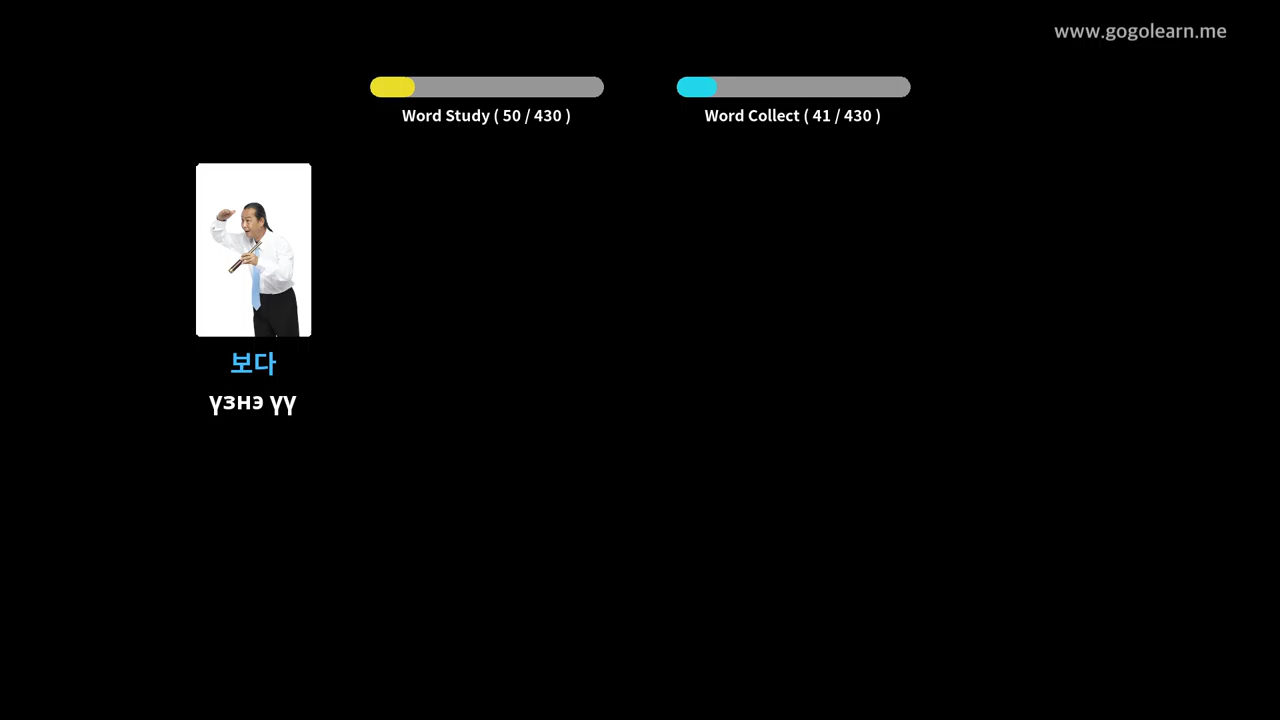 www.gogolearn.me
Word Study ( 50 / 430 )
Word Collect ( 41 / 430 )
보다
үзнэ үү